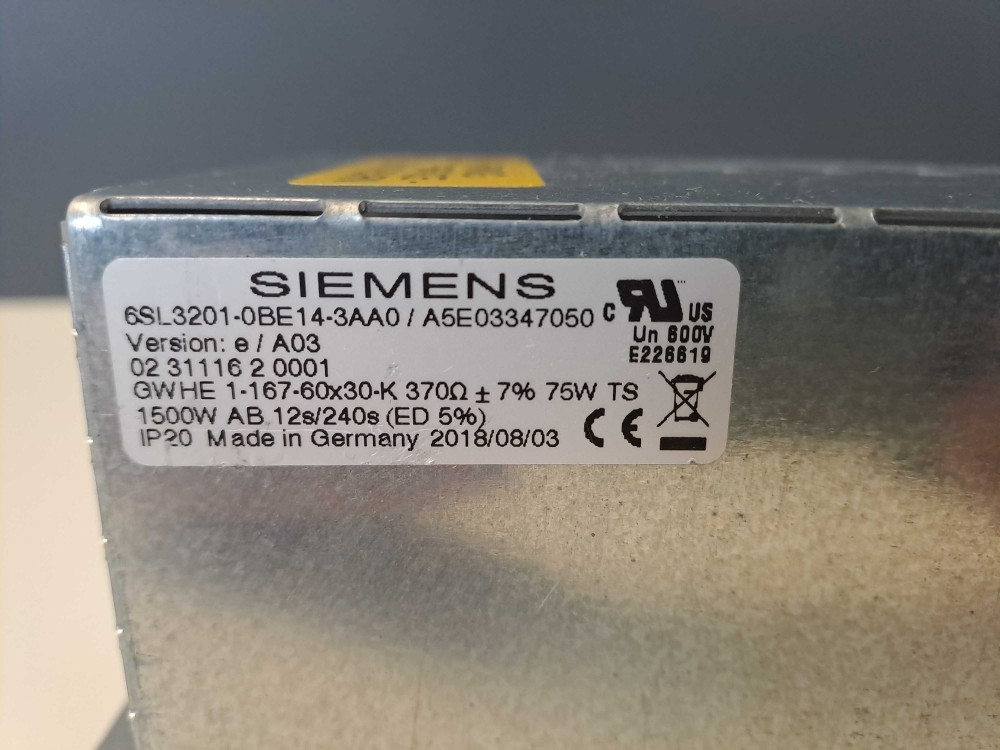 SIEMENS
6SL3201-0BE14-3AA0 / A5E03347050
Version: e / A03
02 31116 2 0001
GWHE 1-167-60x30-K 370Ω ± 7% 75W TS
1500W AB 12s/240s (ED 5%)
IP20 Made in Germany 2018/08/03
C RU US
Un 600V
E226619
CE